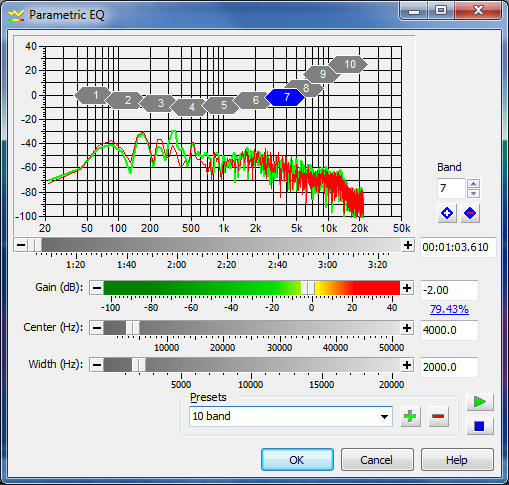 Parametric EQ
40
20
0
-20
-40
-60
-80
-100
1 2 3 4 5 6 7 8 9 10
20 50 100 200 500 1k 2k 5k 10k 20k 50k
Band
7
00:01:03.610
1:20 1:40 2:00 2:20 2:40 3:00 3:20
Gain (dB):
-2.00
-100 -80 -60 -40 -20 0 20 40
79.43%
Center (Hz):
4000.0
10000 20000 30000 40000 50000
Width (Hz):
2000.0
5000 10000 15000 20000
Presets
10 band
OK Cancel Help